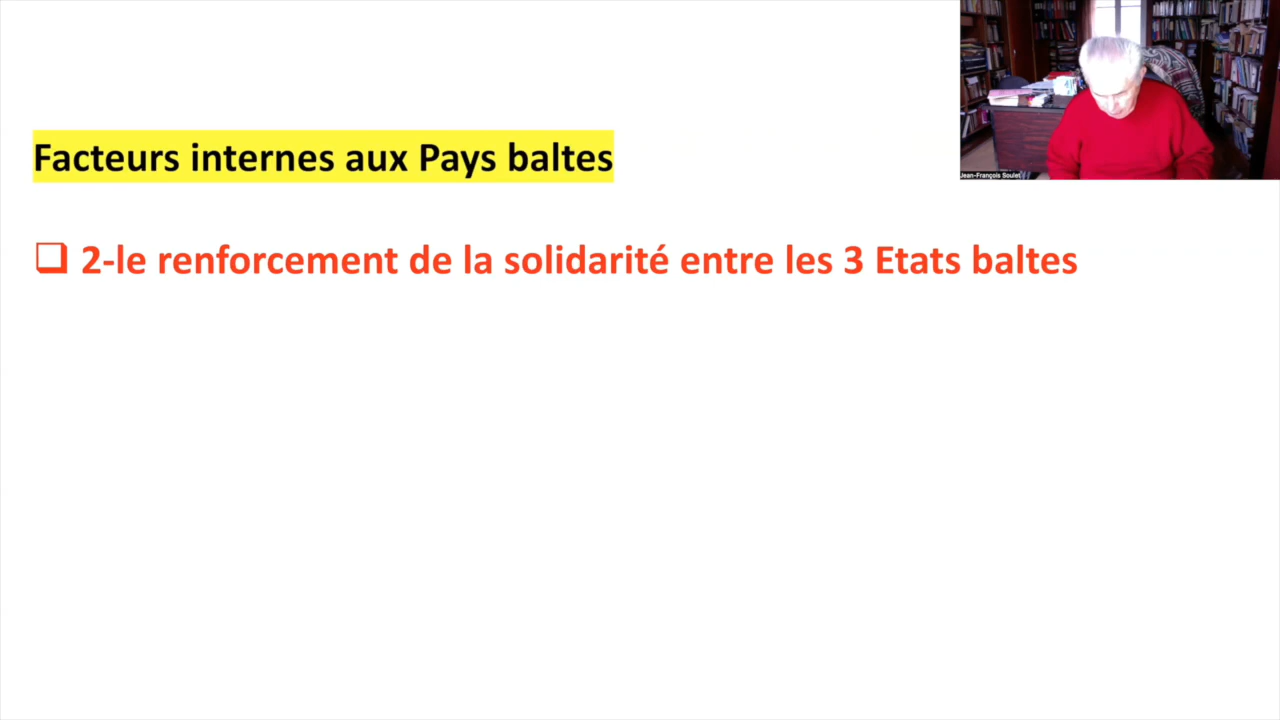 Facteurs internes aux Pays baltes
2-le renforcement de la solidarité entre les 3 Etats baltes
Jean-François Soulet